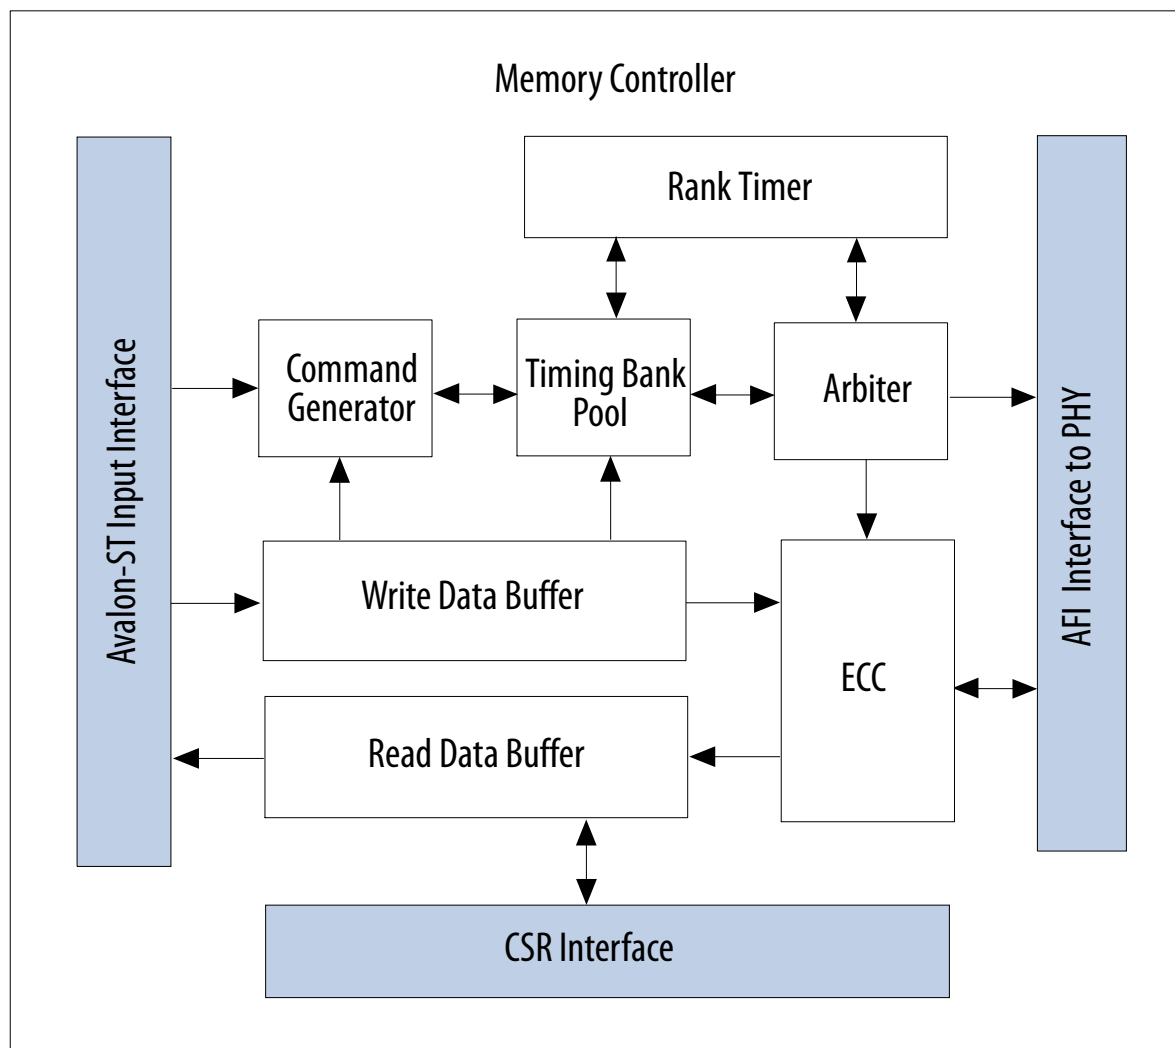 Memory Controller
Rank Timer
Avalon-ST Input Interface
Command
Generator
Timing Bank
Pool
Arbiter
AFI Interface to PHY
Write Data Buffer
ECC
Read Data Buffer
CSR Interface